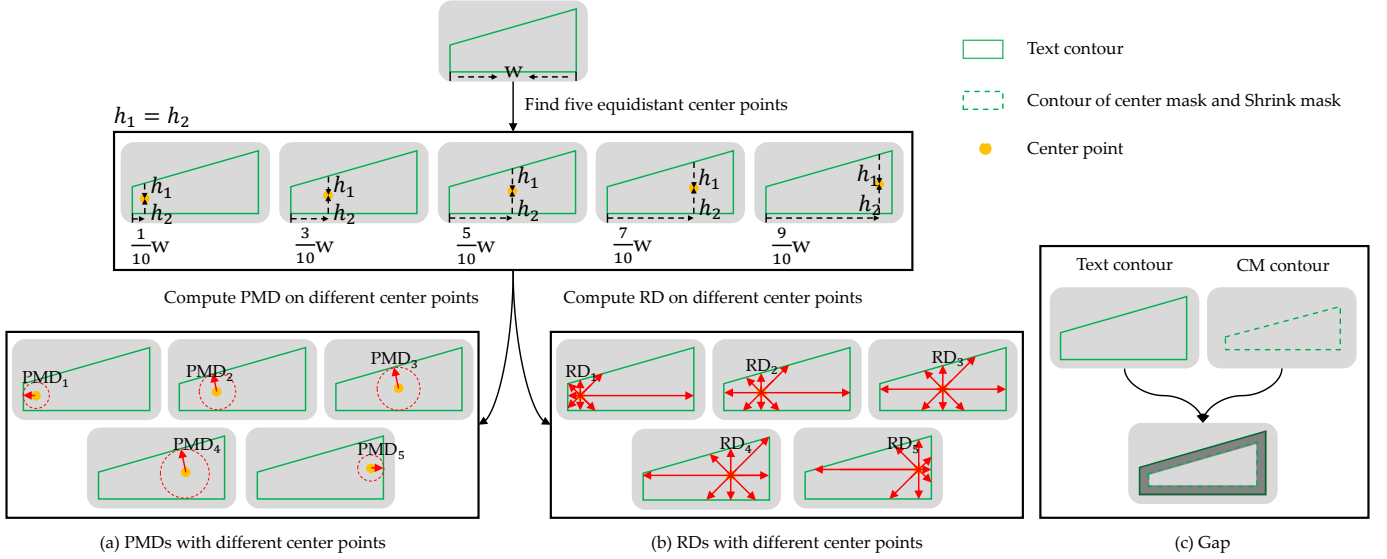 w
Text contour
Contour of center mask and Shrink mask
Center point
Find five equidistant center points
h₁ = h₂
h₁ h₁ h₁ h₁ h₁
h₂ h₂ h₂ h₂ h₂
1/10 w 3/10 w 5/10 w 7/10 w 9/10 w
Compute PMD on different center points
Compute RD on different center points
PMD₁ PMD₂ PMD₃
PMD₄ PMD₅
(a) PMDs with different center points
RD₁ RD₂ RD₃
RD₄ RD₅
(b) RDs with different center points
Text contour CM contour
(c) Gap